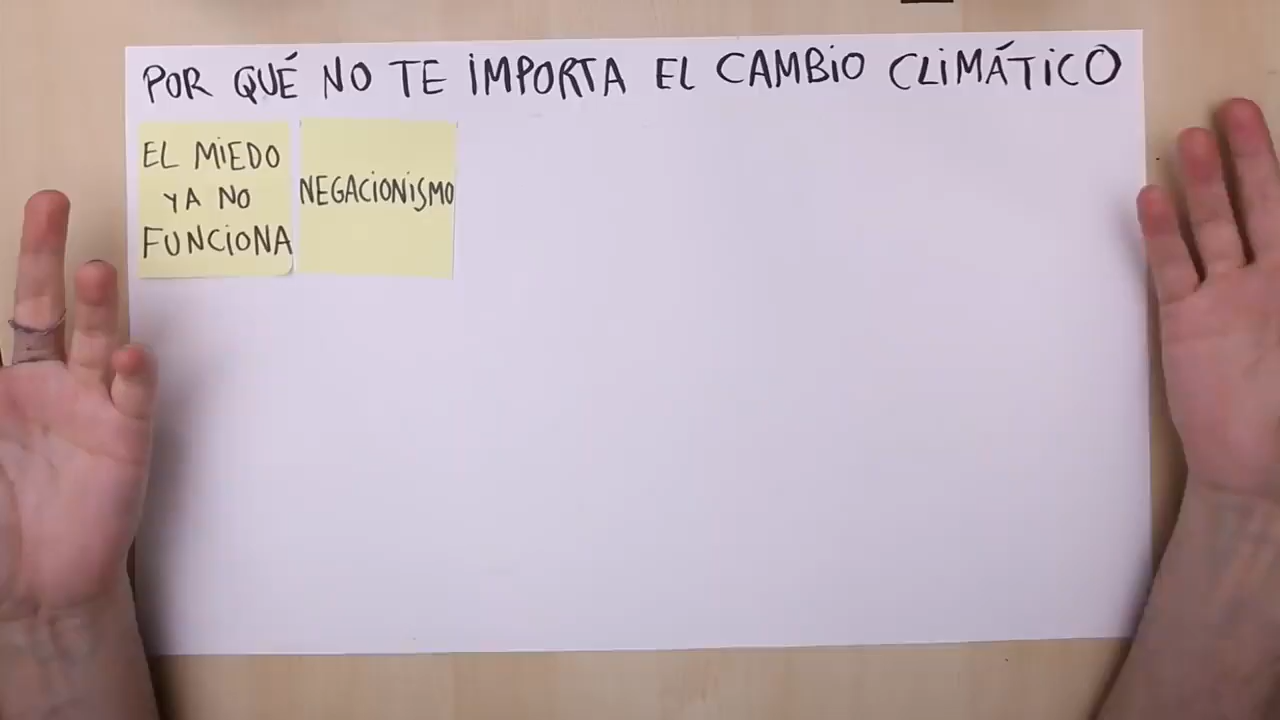 POR QUÉ NO TE IMPORTA EL CAMBIO CLIMÁTICO
EL MIEDO
YA NO
FUNCIONA
NEGACIONISMO